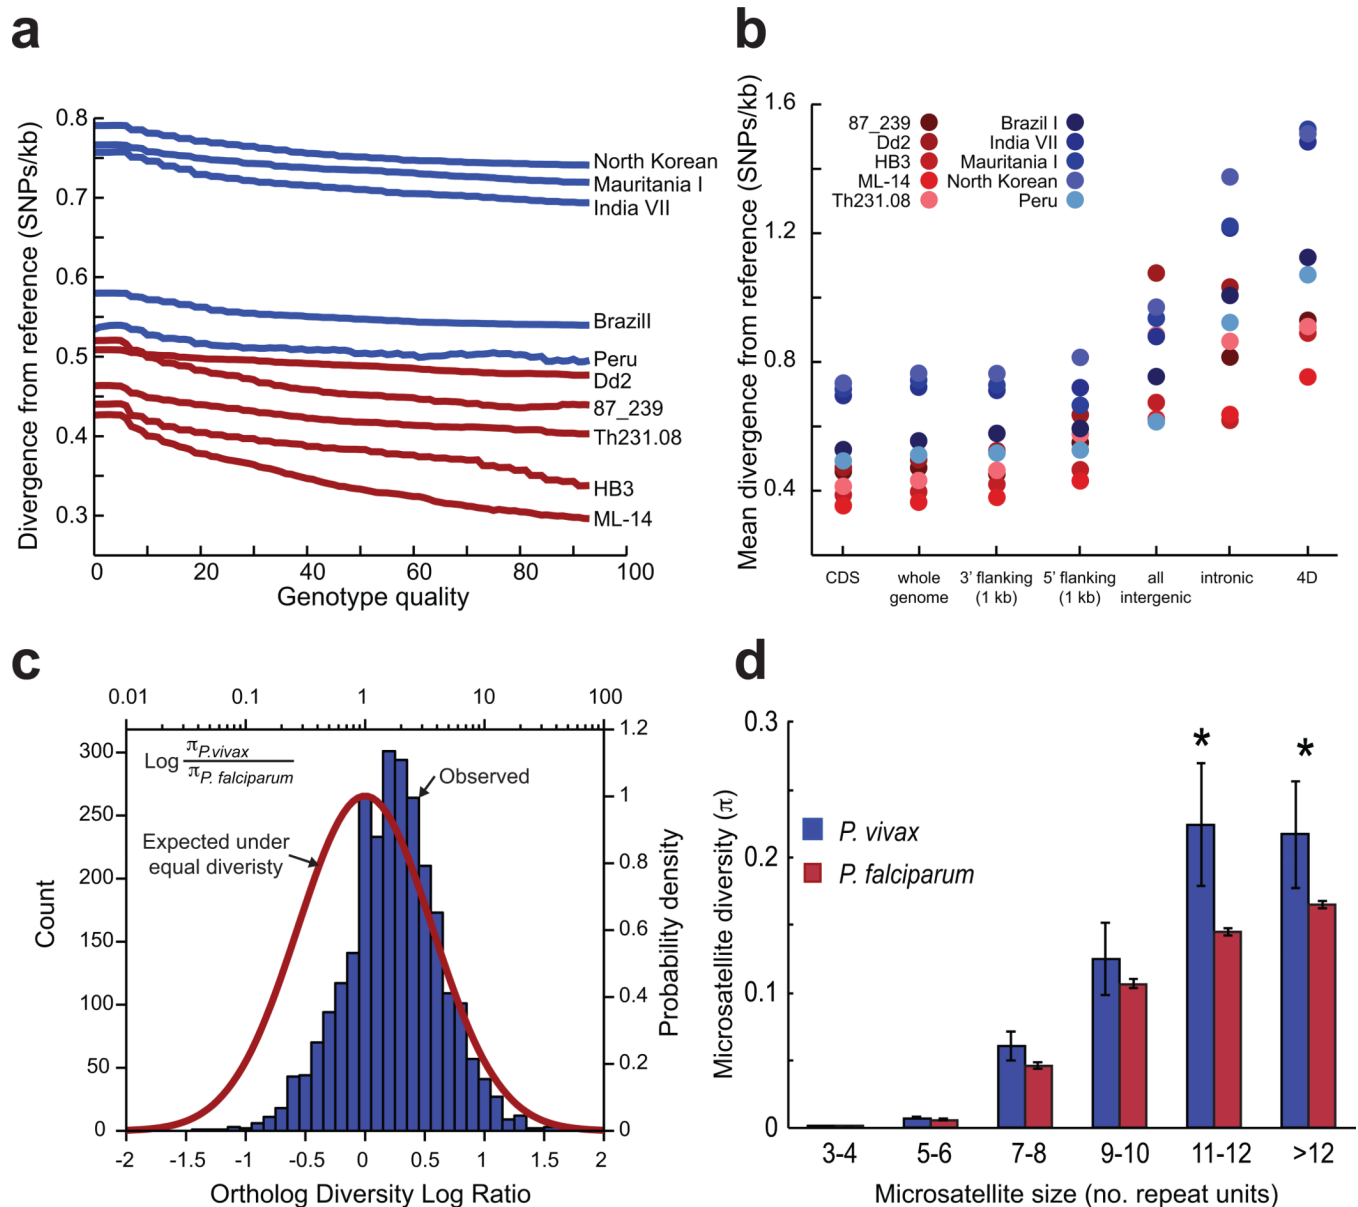 a
Divergence from reference (SNPs/kb)
0.8
0.7
0.6
0.5
0.4
0.3
North Korean
Mauritania I
India VII
BrazilI
Peru
Dd2
87_239
Th231.08
HB3
ML-14
0 20 40 60 80 100
Genotype quality
b
Mean divergence from reference (SNPs/kb)
1.6
1.2
0.8
0.4
87_239
Dd2
HB3
ML-14
Th231.08
Brazil I
India VII
Mauritania I
North Korean
Peru
CDS
whole
genome
3' flanking
(1 kb)
5' flanking
(1 kb)
all
intergenic
intronic
4D
c
0.01 0.1 1 10 100
Count
300
250
200
150
100
50
0
Log πP.vivax
πP. falciparum
Observed
Expected under
equal diveristy
1.2
1
0.8
0.6
0.4
0.2
0
Probability density
-2 -1.5 -1 -0.5 0 0.5 1 1.5 2
Ortholog Diversity Log Ratio
d
Microsatellite diversity (π)
0.3
0.2
0.1
0
P. vivax
P. falciparum
*
*
3-4 5-6 7-8 9-10 11-12 >12
Microsatellite size (no. repeat units)